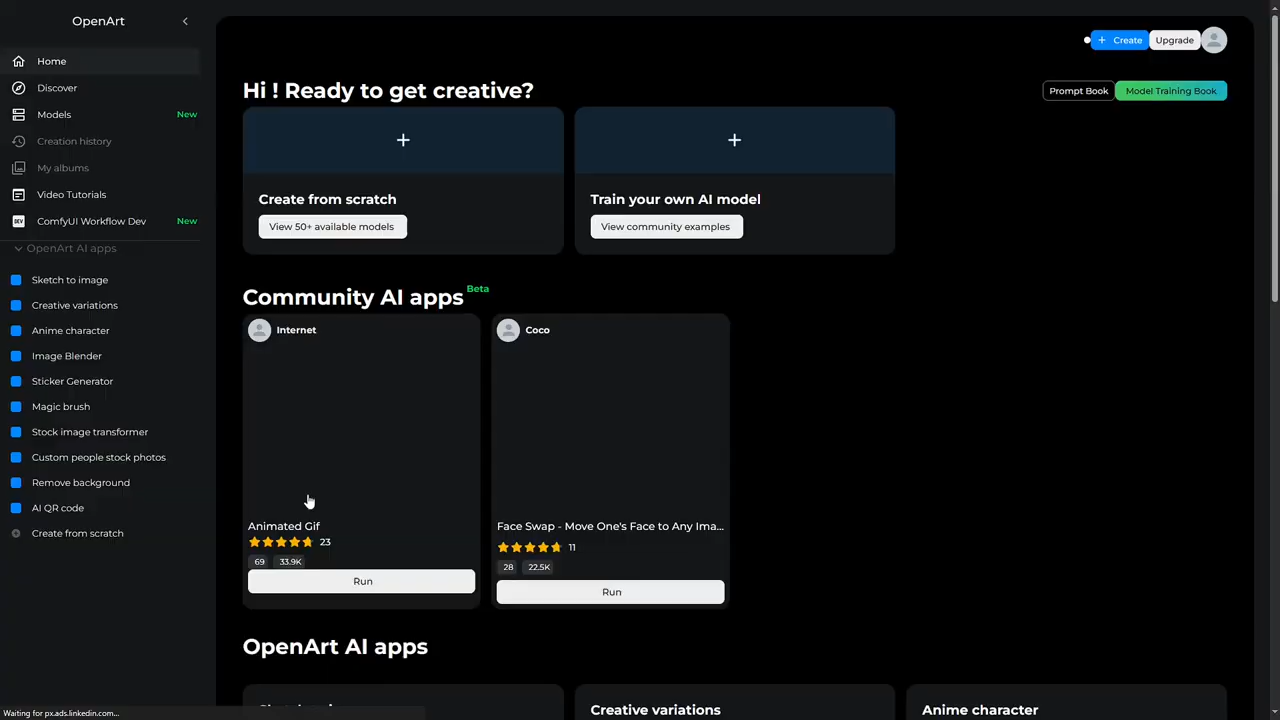 OpenArt
Home
Discover
Models New
Creation history
My albums
Video Tutorials
DEV ComfyUI Workflow Dev New
OpenArt AI apps
Sketch to image
Creative variations
Anime character
Image Blender
Sticker Generator
Magic brush
Stock image transformer
Custom people stock photos
Remove background
AI QR code
Create from scratch
Waiting for px.ads.linkedin.com...
+ Create Upgrade
Hi ! Ready to get creative?
Prompt Book Model Training Book
Create from scratch
View 50+ available models
Train your own AI model
View community examples
Community AI apps Beta
Internet
Animated Gif
23
69 33.9K
Run
Coco
Face Swap - Move One's Face to Any Ima...
11
28 22.5K
Run
OpenArt AI apps
Creative variations
Anime character